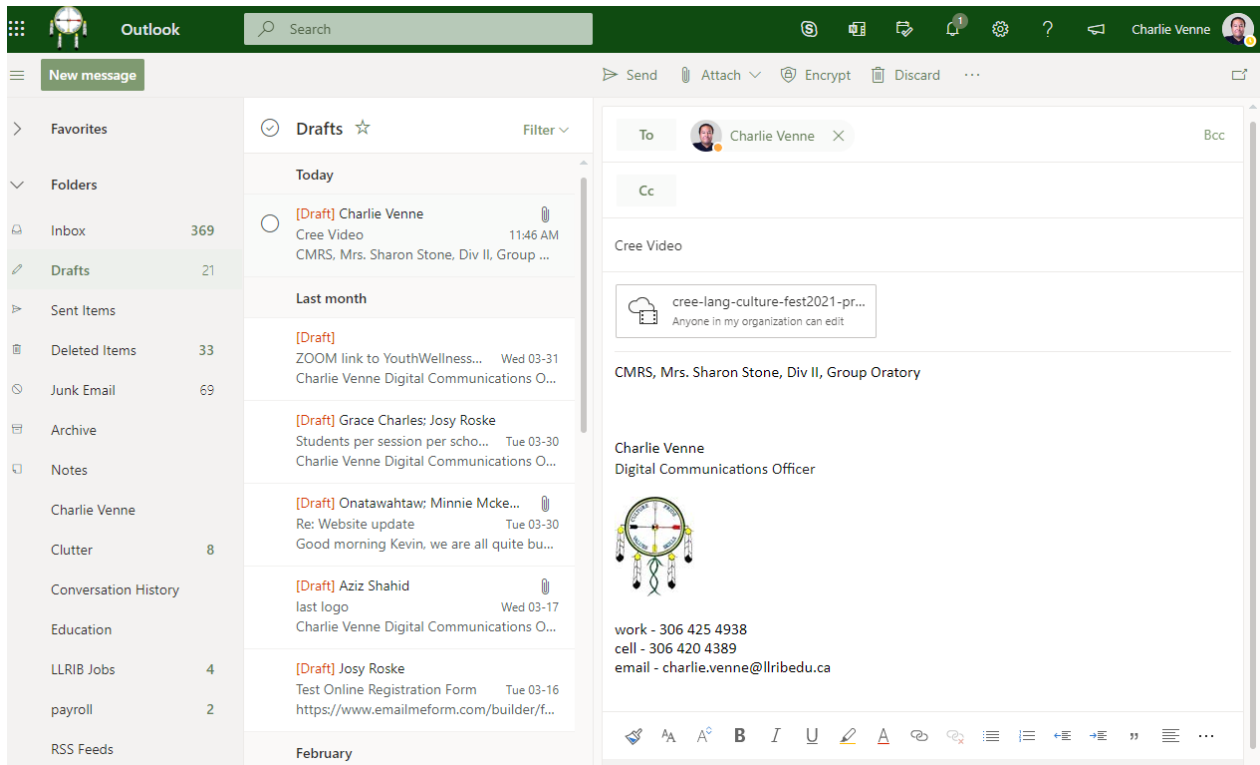 Outlook
Search
1
Charlie Venne
New message
Send
Attach
Encrypt
Discard
...
Favorites
Folders
Inbox 369
Drafts 21
Sent Items
Deleted Items 33
Junk Email 69
Archive
Notes
Charlie Venne
Clutter 8
Conversation History
Education
LLRIB Jobs 4
payroll 2
RSS Feeds
Drafts
Filter
Today
[Draft] Charlie Venne
Cree Video 11:46 AM
CMRS, Mrs. Sharon Stone, Div II, Group ...
Last month
[Draft]
ZOOM link to YouthWellness... Wed 03-31
Charlie Venne Digital Communications O...
[Draft] Grace Charles; Josy Roske
Students per session per scho... Tue 03-30
Charlie Venne Digital Communications O...
[Draft] Onatawahtaw; Minnie Mcke...
Re: Website update Tue 03-30
Good morning Kevin, we are all quite bu...
[Draft] Aziz Shahid
last logo Wed 03-17
Charlie Venne Digital Communications O...
[Draft] Josy Roske
Test Online Registration Form Tue 03-16
https://www.emailmeform.com/builder/f...
February
To Charlie Venne Bcc
Cc
Cree Video
cree-lang-culture-fest2021-pr...
Anyone in my organization can edit
CMRS, Mrs. Sharon Stone, Div II, Group Oratory
Charlie Venne
Digital Communications Officer
work - 306 425 4938
cell - 306 420 4389
email - charlie.venne@llribedu.ca